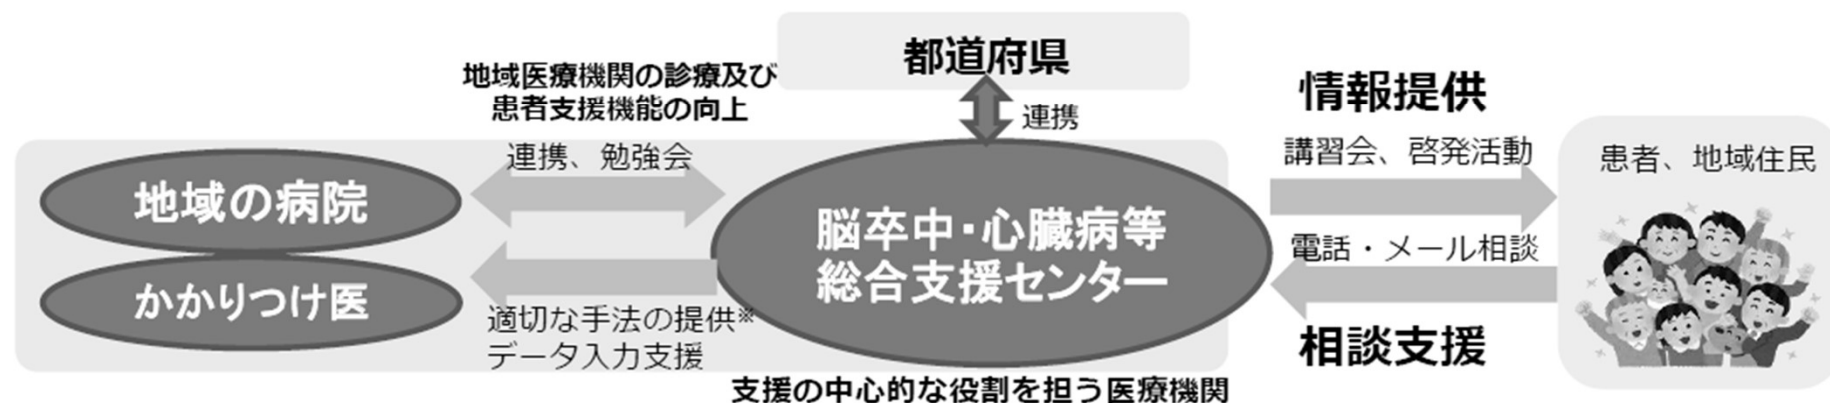 都道府県
連携
地域医療機関の診療及び
患者支援機能の向上
連携、勉強会
地域の病院
かかりつけ医
適切な手法の提供※
データ入力支援
脳卒中・心臓病等
総合支援センター
支援の中心的な役割を担う医療機関
情報提供
講習会、啓発活動
電話・メール相談
相談支援
患者、地域住民